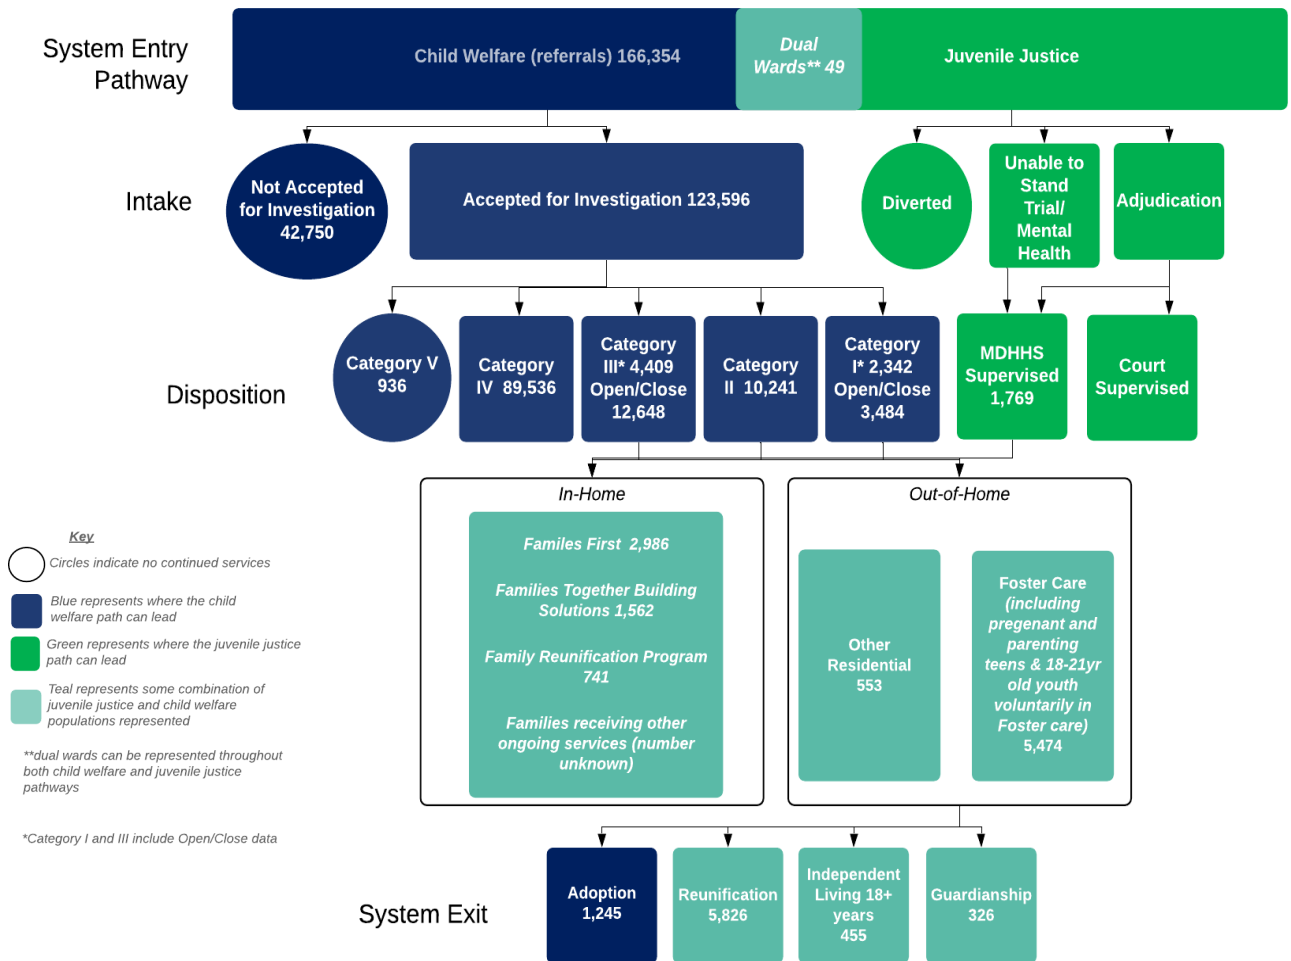 System Entry
Pathway
Child Welfare (referrals) 166,354
Dual
Wards** 49
Juvenile Justice
Intake
Not Accepted
for Investigation
42,750
Accepted for Investigation 123,596
Diverted
Unable to
Stand
Trial/
Mental
Health
Adjudication
Disposition
Category V
936
Category
IV 89,536
Category
III* 4,409
Open/Close
12,648
Category
II 10,241
Category
I* 2,342
Open/Close
3,484
MDHHS
Supervised
1,769
Court
Supervised
In-Home
Familes First 2,986
Families Together Building
Solutions 1,562
Family Reunification Program
741
Families receiving other
ongoing services (number
unknown)
Out-of-Home
Other
Residential
553
Foster Care
(including
pregenant and
parenting
teens & 18-21yr
old youth
voluntarily in
Foster care)
5,474
Key
Circles indicate no continued services
Blue represents where the child
welfare path can lead
Green represents where the juvenile justice
path can lead
Teal represents some combination of
juvenile justice and child welfare
populations represented
**dual wards can be represented throughout
both child welfare and juvenile justice
pathways
*Category I and III include Open/Close data
System Exit
Adoption
1,245
Reunification
5,826
Independent
Living 18+
years
455
Guardianship
326